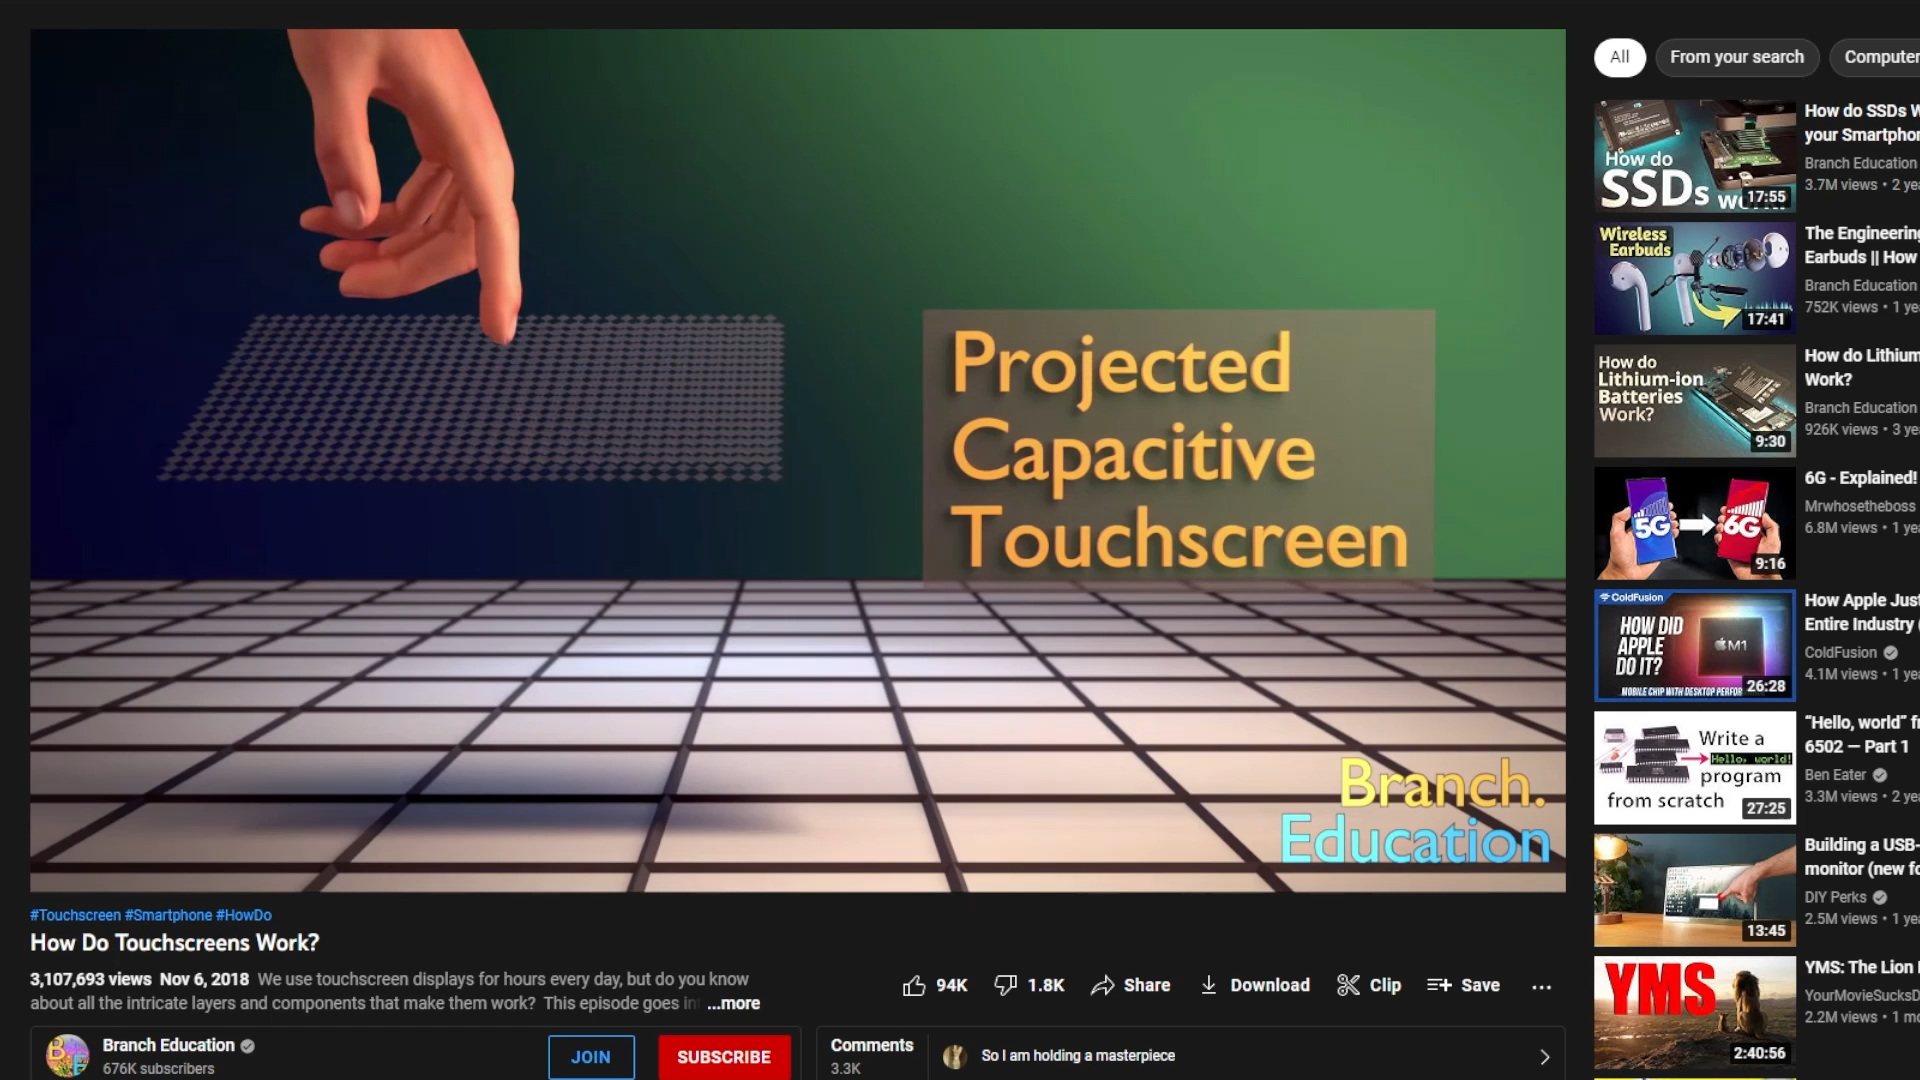 Projected
Capacitive
Touchscreen
Branch.
Education
#Touchscreen #Smartphone #HowDo
How Do Touchscreens Work?
3,107,693 views Nov 6, 2018 We use touchscreen displays for hours every day, but do you know
about all the intricate layers and components that make them work? This episode goes in ...more
94K
1.8K
Share
Download
Clip
Save
Branch Education
676K subscribers
JOIN
SUBSCRIBE
Comments
3.3K
So I am holding a masterpiece
All
From your search
Computer
How do
SSDs
17:55
How do SSDs W
your Smartphon
Branch Education
3.7M views • 2 ye
Wireless
Earbuds
17:41
The Engineering
Earbuds || How
Branch Education
752K views • 1 ye
How do
Lithium-ion
Batteries
Work?
9:30
How do Lithium
Work?
Branch Education
926K views • 3 ye
5G
6G
9:16
6G - Explained!
Mrwhosetheboss
6.8M views • 1 ye
ColdFusion
HOW DID
APPLE
DO IT?
M1
MOBILE CHIP WITH DESKTOP PERFOR
26:28
How Apple Just
Entire Industry (
ColdFusion
4.1M views • 1 ye
Write a
Hello, world!
program
from scratch
27:25
“Hello, world” fr
6502 — Part 1
Ben Eater
3.3M views • 2 ye
13:45
Building a USB-
monitor (new fo
DIY Perks
2.5M views • 1 ye
YMS
2:40:56
YMS: The Lion
YourMovieSucksD
2.2M views • 1 mo